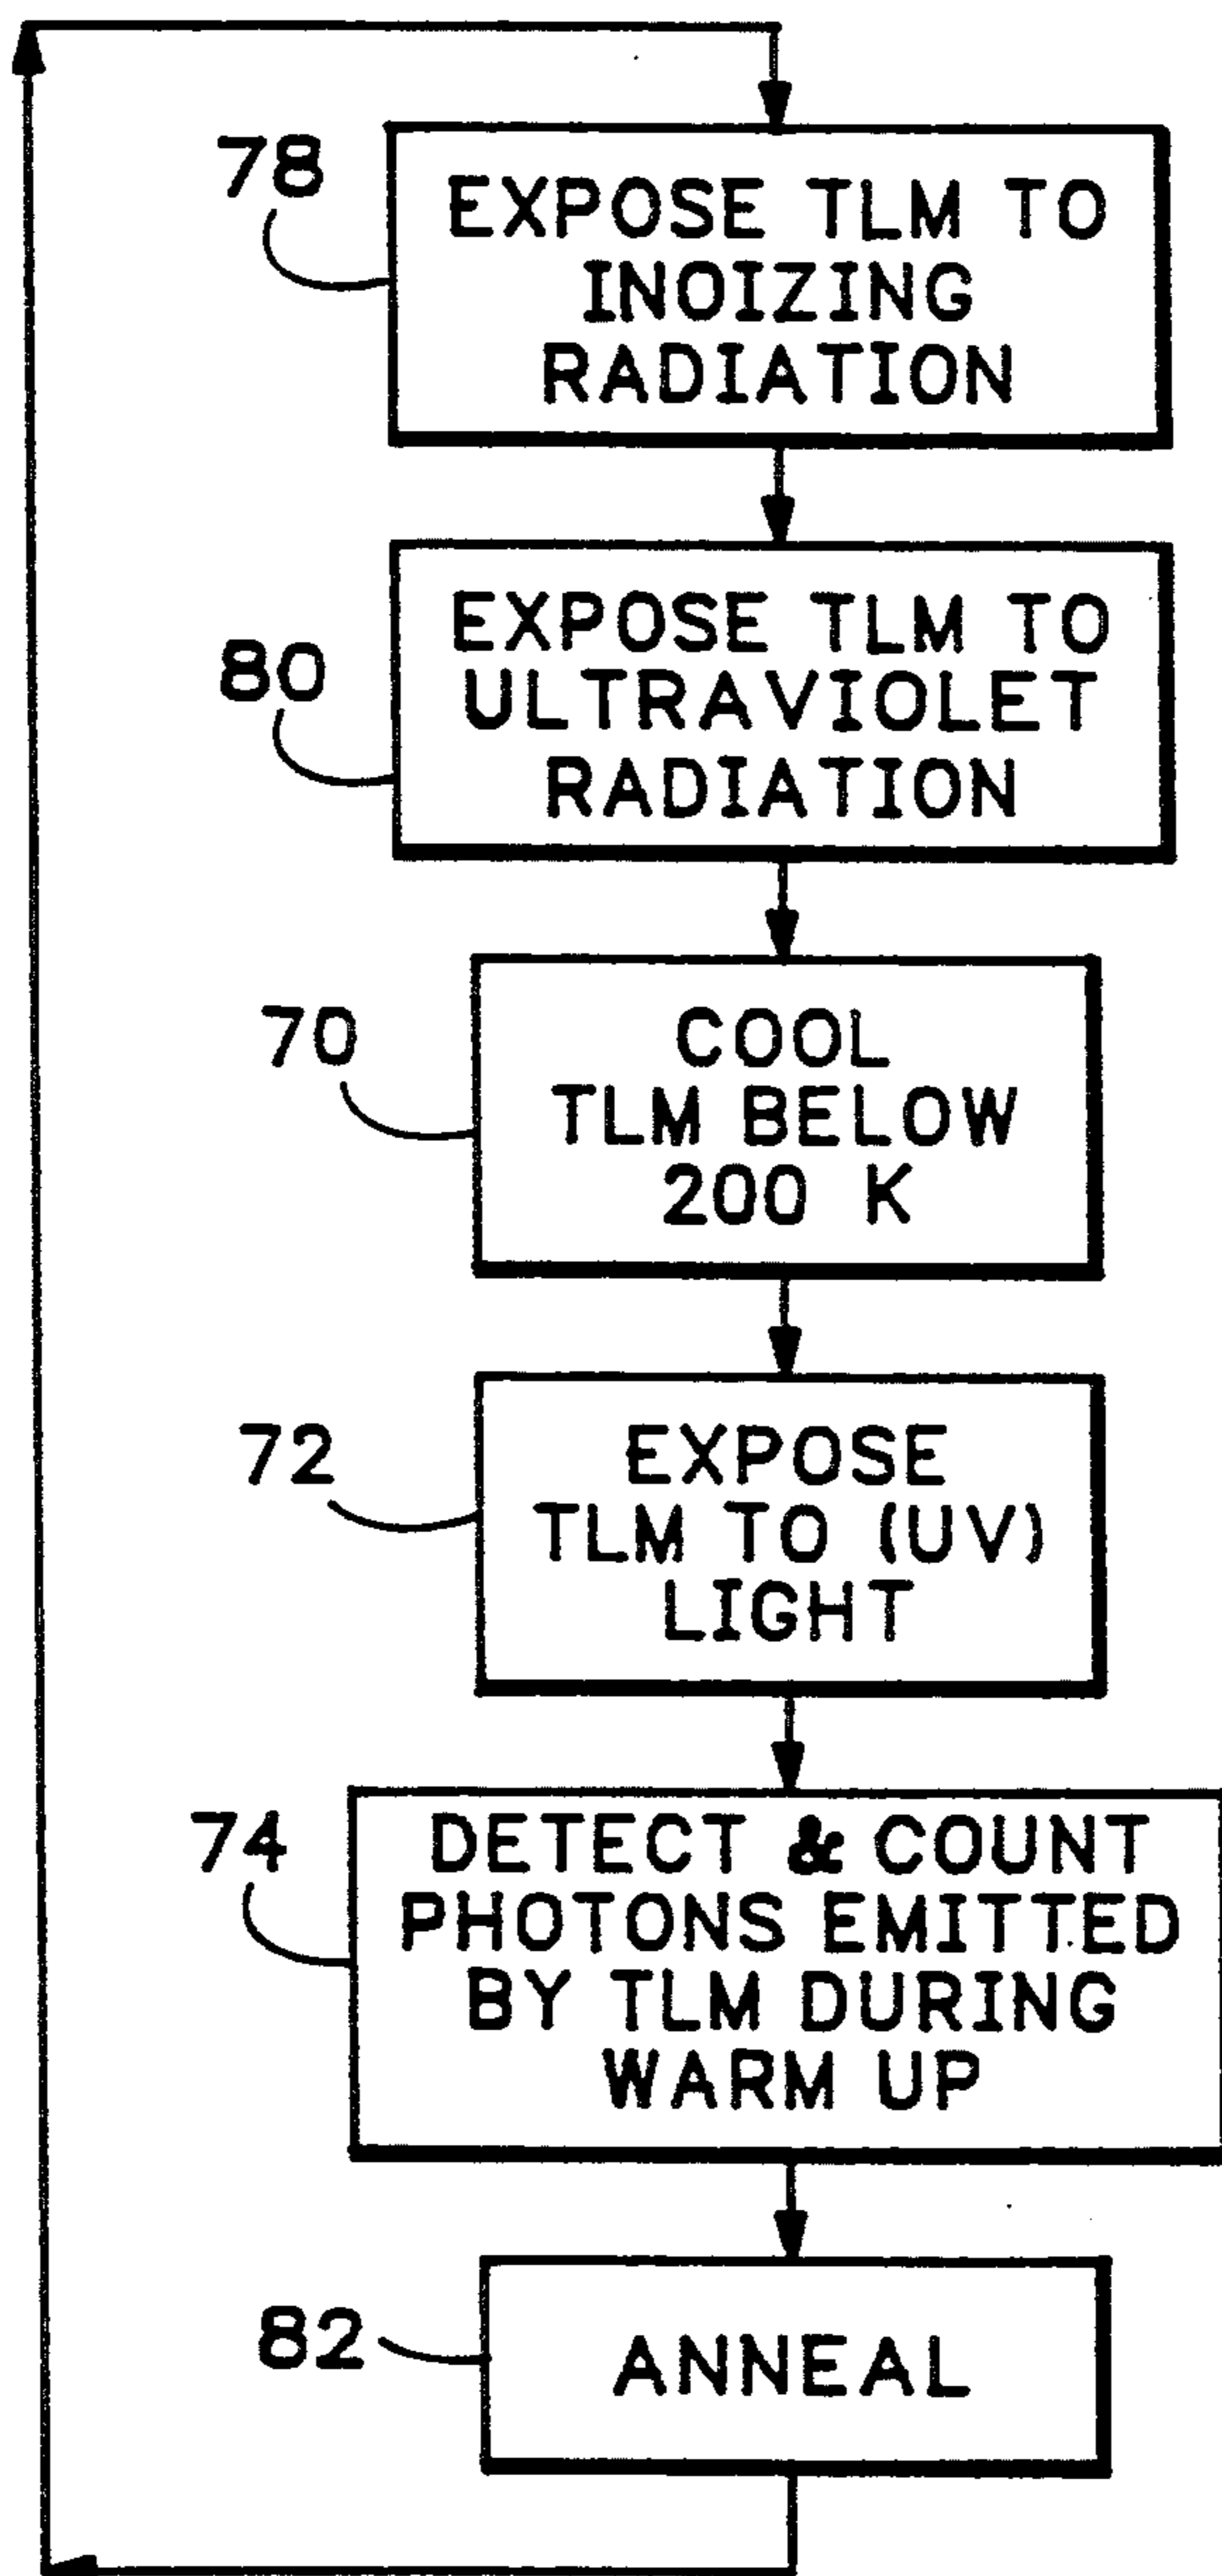 78
EXPOSE TLM TO
INOIZING
RADIATION
80
EXPOSE TLM TO
ULTRAVIOLET
RADIATION
70
COOL
TLM BELOW
200 K
72
EXPOSE
TLM TO (UV)
LIGHT
74
DETECT & COUNT
PHOTONS EMITTED
BY TLM DURING
WARM UP
82
ANNEAL